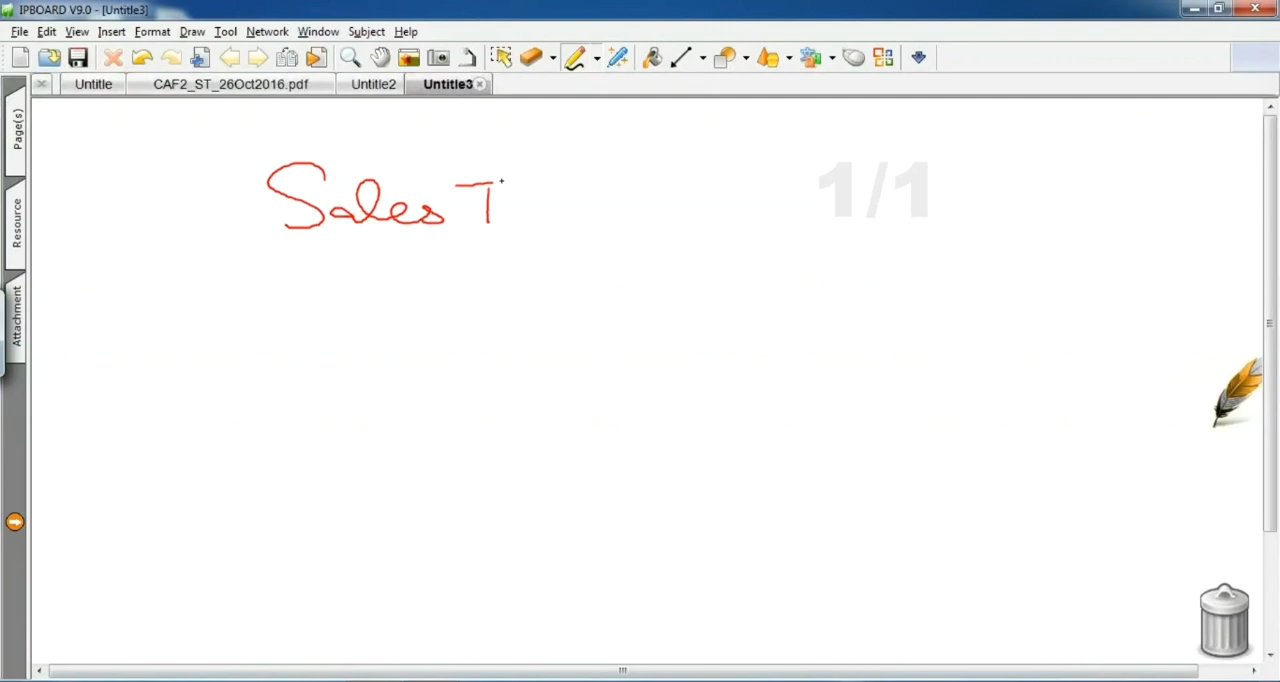 IPBOARD V9.0 - [Untitle3]
File Edit View Insert Format Draw Tool Network Window Subject Help
Untitle CAF2_ST_26Oct2016.pdf Untitle2 Untitle3
Page(s)
Resource
Attachment
Sales T
1/1